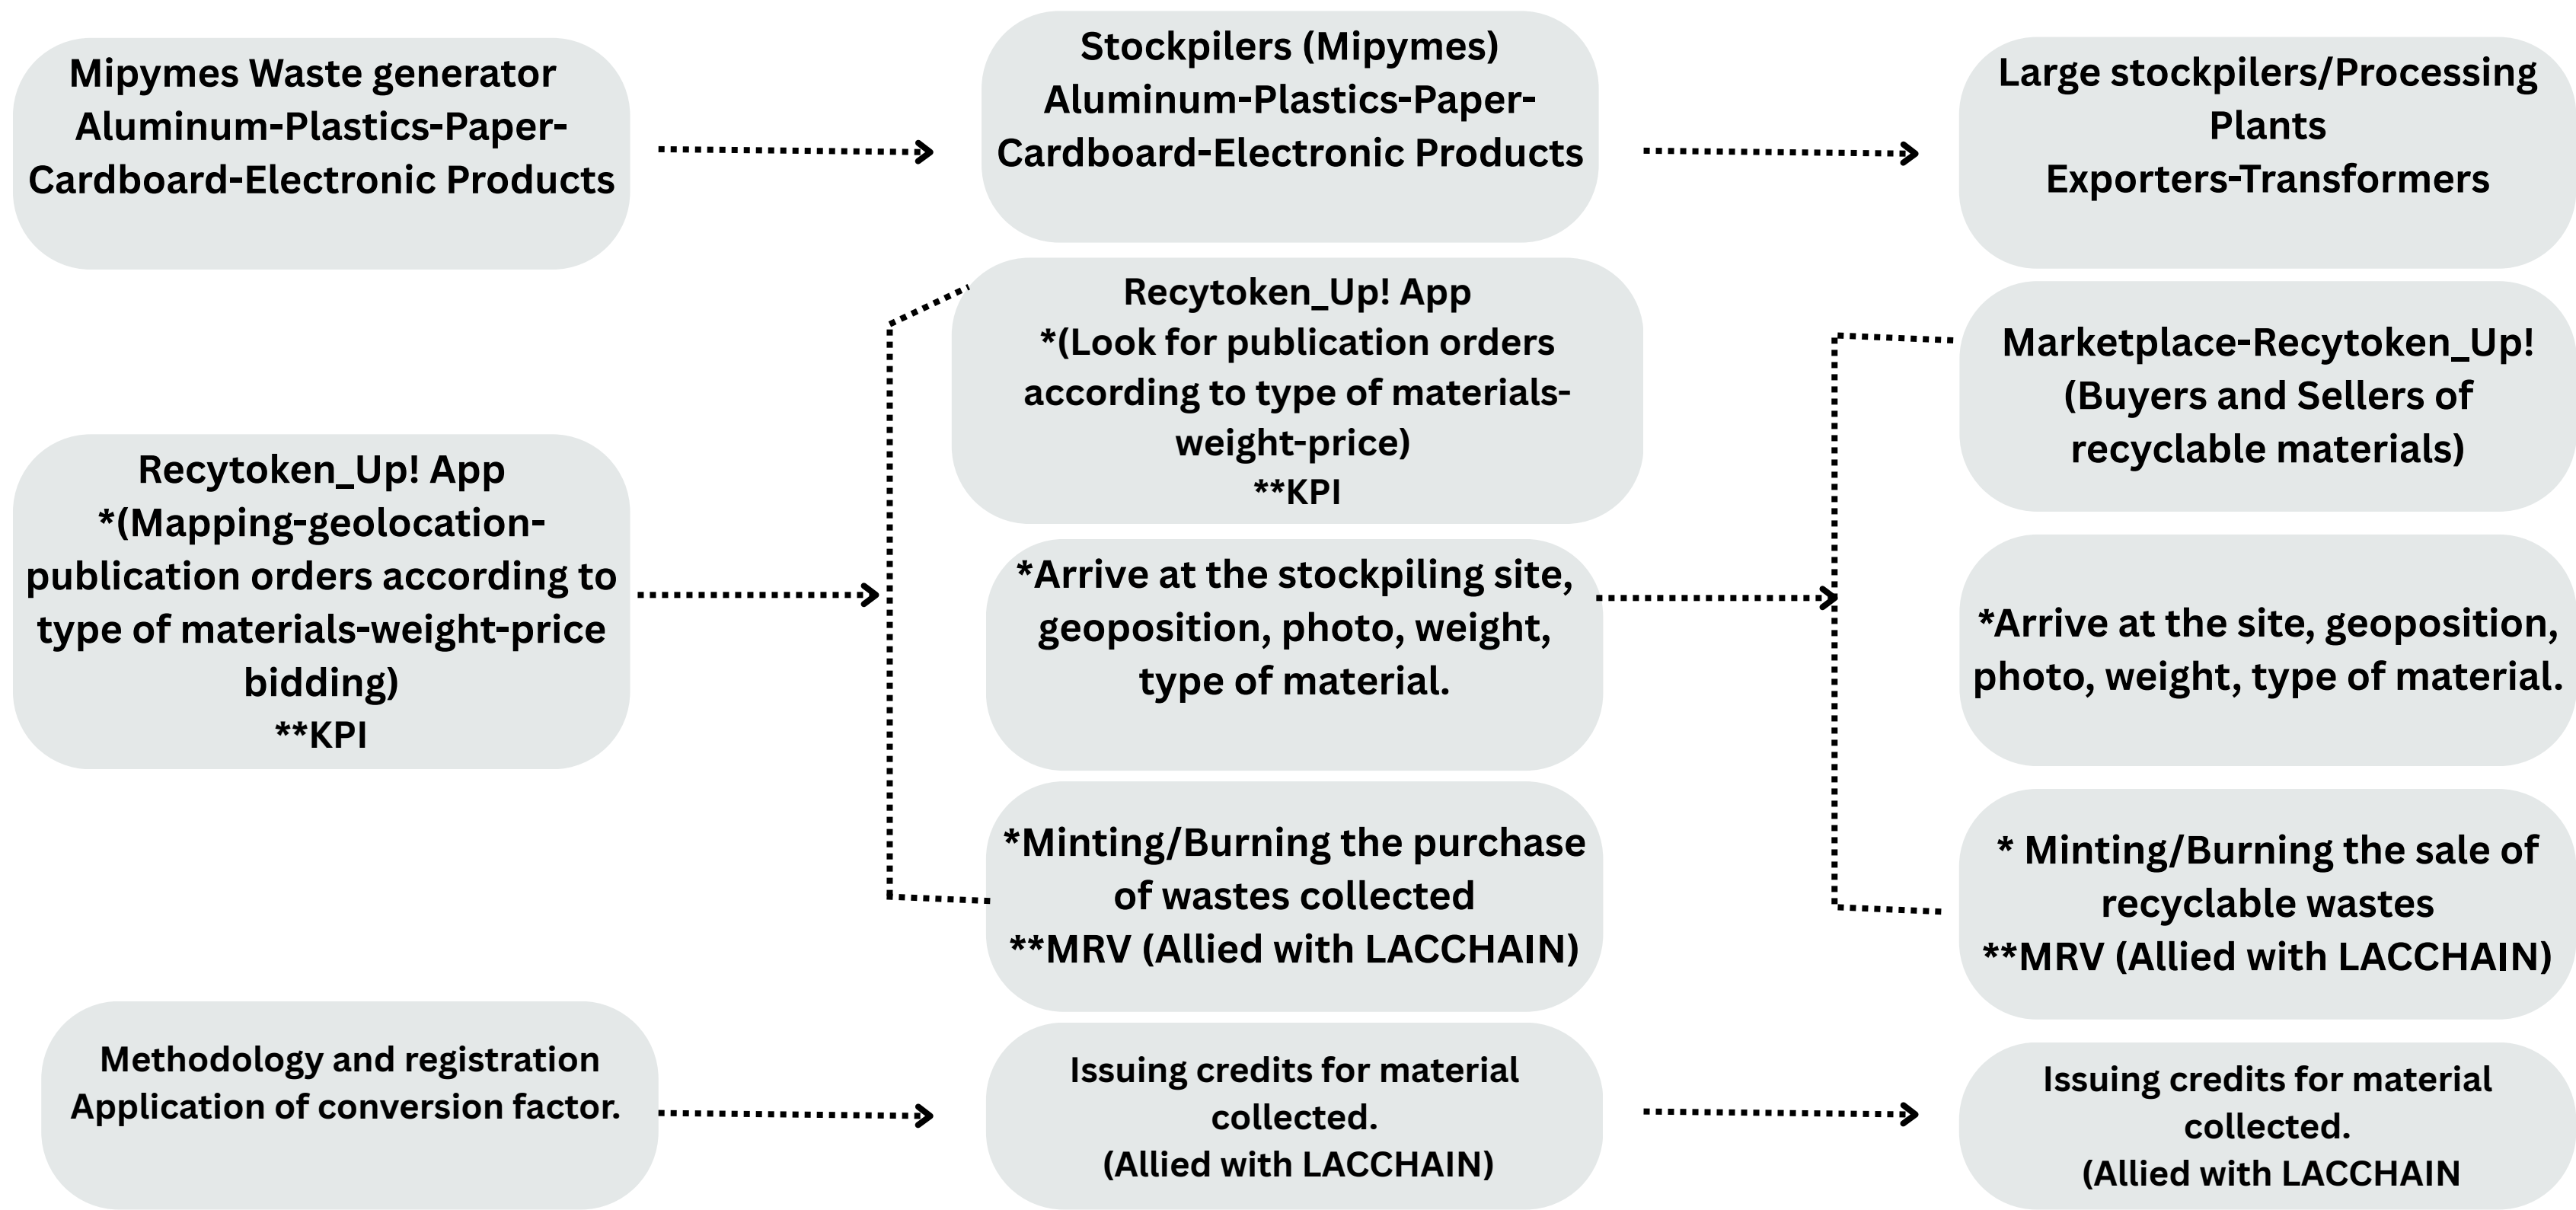 Mipymes Waste generator
Aluminum-Plastics-Paper-
Cardboard-Electronic Products
Stockpilers (Mipymes)
Aluminum-Plastics-Paper-
Cardboard-Electronic Products
Large stockpilers/Processing
Plants
Exporters-Transformers
Recytoken_Up! App
*(Mapping-geolocation-
publication orders according to
type of materials-weight-price
bidding)
**KPI
Recytoken_Up! App
*(Look for publication orders
according to type of materials-
weight-price)
**KPI
*Arrive at the stockpiling site,
geoposition, photo, weight,
type of material.
*Minting/Burning the purchase
of wastes collected
**MRV (Allied with LACCHAIN)
Marketplace-Recytoken_Up!
(Buyers and Sellers of
recyclable materials)
*Arrive at the site, geoposition,
photo, weight, type of material.
* Minting/Burning the sale of
recyclable wastes
**MRV (Allied with LACCHAIN)
Methodology and registration
Application of conversion factor.
Issuing credits for material
collected.
(Allied with LACCHAIN)
Issuing credits for material
collected.
(Allied with LACCHAIN